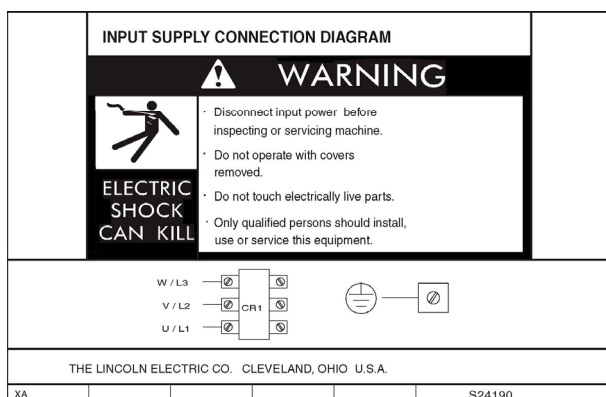 INPUT SUPPLY CONNECTION DIAGRAM
WARNING
· Disconnect input power before
inspecting or servicing machine.
· Do not operate with covers
removed.
· Do not touch electrically live parts.
· Only qualified persons should install,
use or service this equipment.
ELECTRIC
SHOCK
CAN KILL
W / L3
V / L2
CR1
U / L1
THE LINCOLN ELECTRIC CO. CLEVELAND, OHIO U.S.A.
XA
S24190